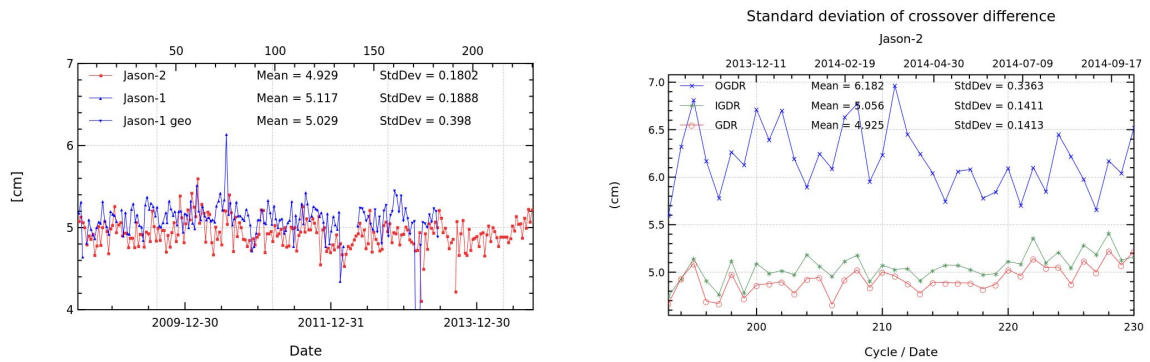 50 100 150 200
7
Jason-2 Mean = 4.929 StdDev = 0.1802
Jason-1 Mean = 5.117 StdDev = 0.1888
Jason-1 geo Mean = 5.029 StdDev = 0.398
6
[cm]
5
4
2009-12-30 2011-12-31 2013-12-30
Date
Standard deviation of crossover difference
Jason-2
2013-12-11 2014-02-19 2014-04-30 2014-07-09 2014-09-17
7.0
OGDR Mean = 6.182 StdDev = 0.3363
IGDR Mean = 5.056 StdDev = 0.1411
GDR Mean = 4.925 StdDev = 0.1413
6.5
6.0
(cm)
5.5
5.0
200 210 220 230
Cycle / Date